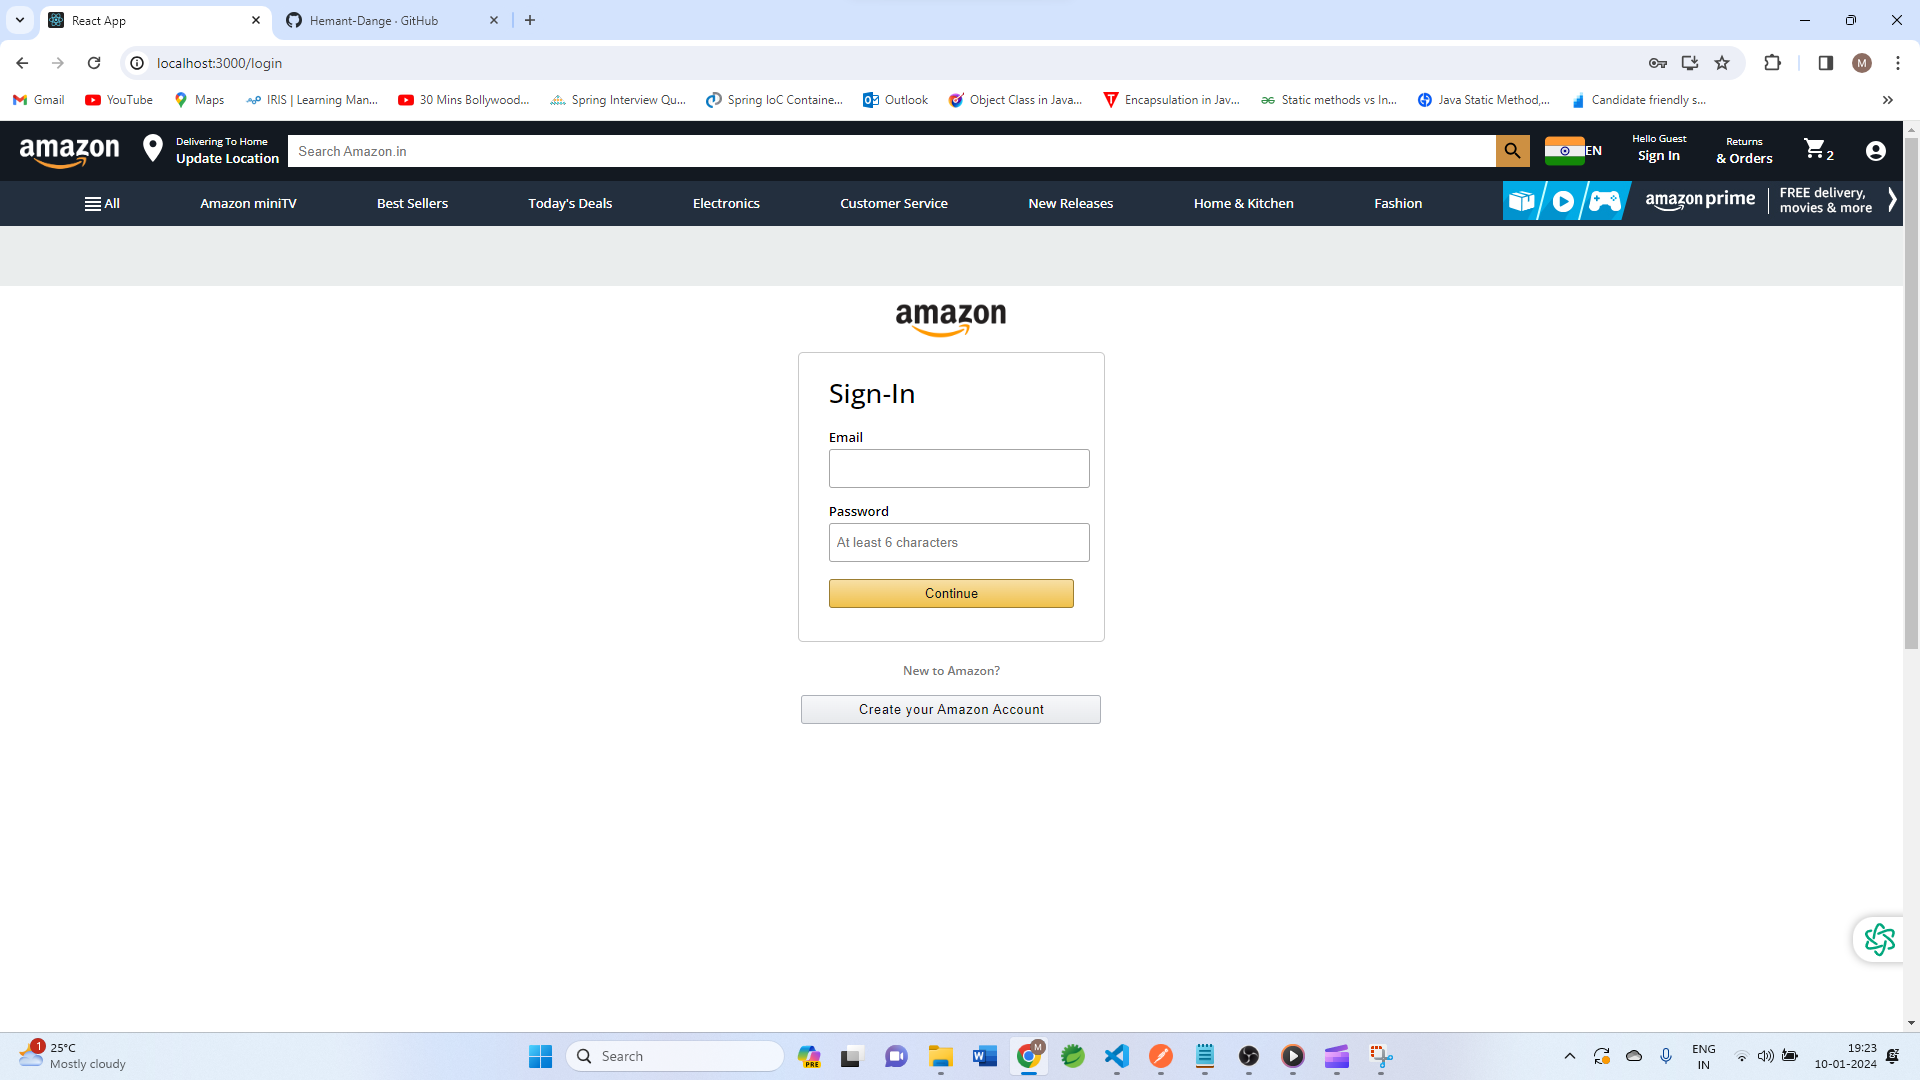 React App
Hemant-Dange · GitHub
localhost:3000/login
M
Gmail
YouTube
Maps
IRIS | Learning Man...
30 Mins Bollywood...
Spring Interview Qu...
Spring IoC Containe...
Outlook
Object Class in Java...
Encapsulation in Jav...
Static methods vs In...
Java Static Method,...
Candidate friendly s...
amazon
Delivering To Home
Update Location
Search Amazon.in
EN
Hello Guest
Sign In
Returns
& Orders
2
All
Amazon miniTV
Best Sellers
Today's Deals
Electronics
Customer Service
New Releases
Home & Kitchen
Fashion
amazon prime
FREE delivery,
movies & more
amazon
Sign-In
Email
Password
At least 6 characters
Continue
New to Amazon?
Create your Amazon Account
1
25°C
Mostly cloudy
Search
PRE
M
ENG
IN
19:23
10-01-2024